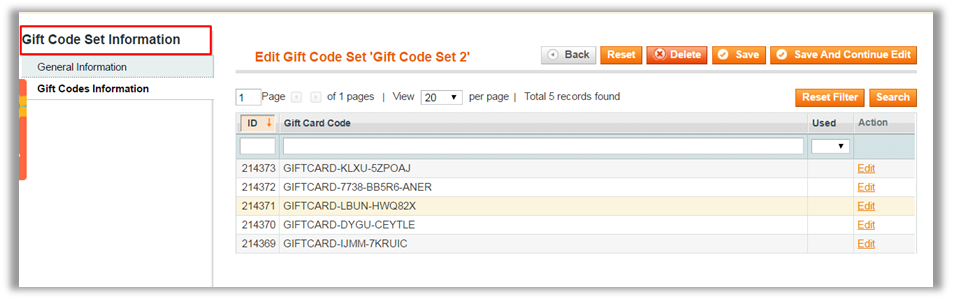 Gift Code Set Information
General Information
Gift Codes Information
Edit Gift Code Set 'Gift Code Set 2'
Back Reset Delete Save Save And Continue Edit
1 Page of 1 pages | View 20 per page | Total 5 records found
Reset Filter Search
ID Gift Card Code Used Action
214373 GIFTCARD-KLXU-5ZPOAJ Edit
214372 GIFTCARD-7738-BB5R6-ANER Edit
214371 GIFTCARD-LBUN-HWQ82X Edit
214370 GIFTCARD-DYGU-CEYTLE Edit
214369 GIFTCARD-IJMM-7KRUIC Edit